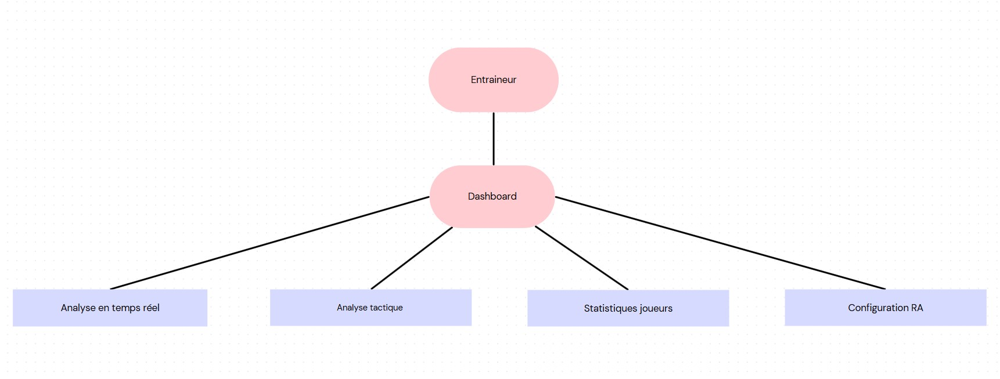 Entraineur
Dashboard
Analyse en temps réel
Analyse tactique
Statistiques joueurs
Configuration RA